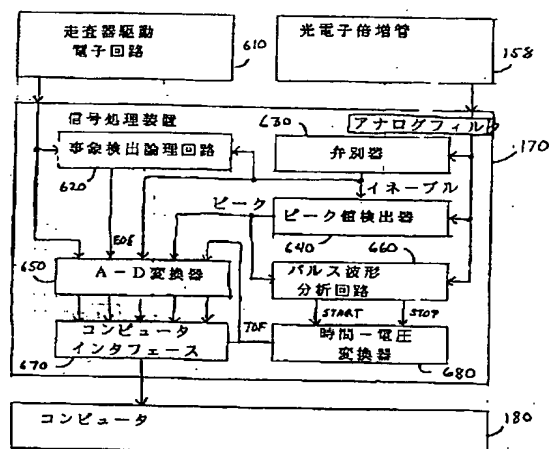 走査器駆動
電子回路
610
光電子倍増管
158
信号処理装置
アナログフィルタ
170
事象検出論理回路
620
630
弁別器
イネーブル
ピーク
ピーク値検出器
640
EOE
650
A-D変換器
660
パルス波形
分析回路
START
STOP
コンピュータ
インタフェース
670
TOF
時間-電圧
変換器
680
コンピュータ
180